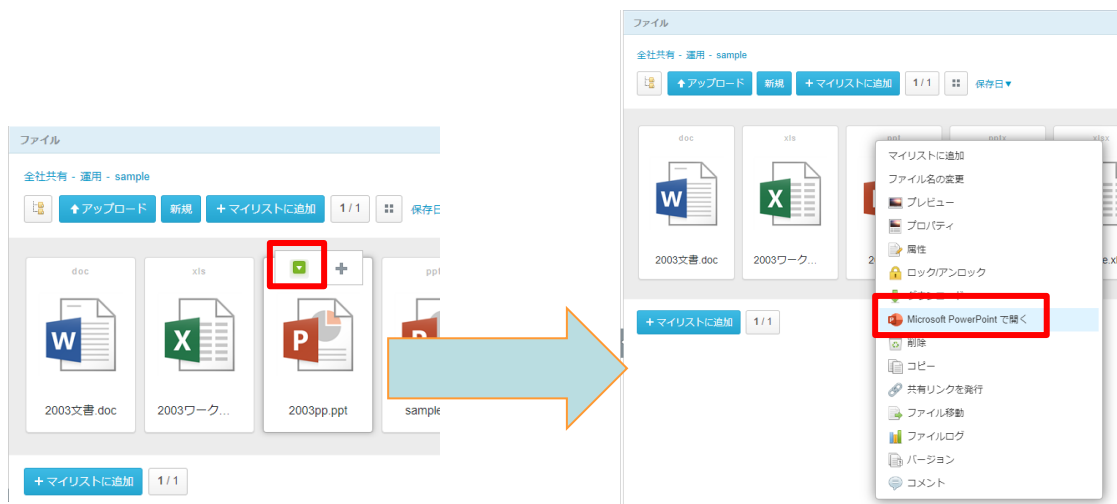 ファイル
全社共有 - 運用 - sample
アップロード 新規 +マイリストに追加 1/1 保存日
doc xls ppt
2003文書.doc 2003ワーク... 2003pp.ppt sample
+マイリストに追加 1/1
ファイル
全社共有 - 運用 - sample
アップロード 新規 +マイリストに追加 1/1 保存日▼
doc xls ppt pptx xlsx
2003文書.doc 2003ワーク...
+マイリストに追加 1/1
マイリストに追加
ファイル名の変更
プレビュー
プロパティ
属性
ロック/アンロック
ダウンロード
Microsoft PowerPoint で開く
削除
コピー
共有リンクを発行
ファイル移動
ファイルログ
バージョン
コメント